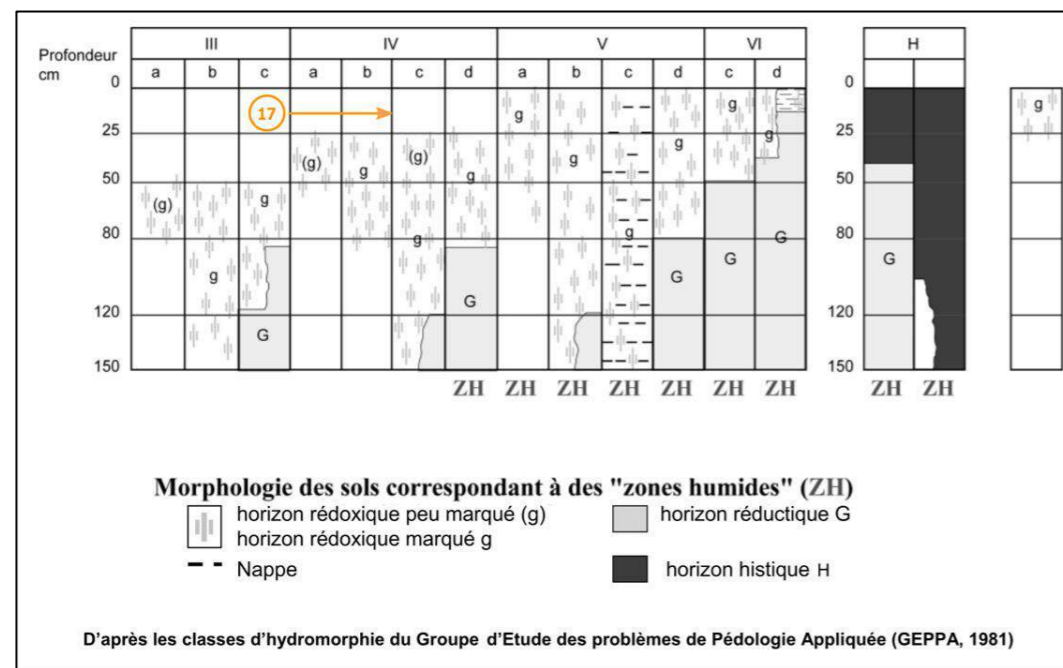 III IV V VI H
Profondeur
cm
a b c a b c d a b c d c d
0 0
17
g g g g
25 25
(g) (g) g g g g
50 50
(g) g g g
80 80
g g G G G G G
120 120
G
150 150
ZH ZH ZH ZH ZH ZH ZH ZH ZH
Morphologie des sols correspondant à des "zones humides" (ZH)
horizon rédoxique peu marqué (g)
horizon rédoxique marqué g
horizon réductique G
Nappe
horizon histique H
D'après les classes d'hydromorphie du Groupe d'Etude des problèmes de Pédologie Appliquée (GEPPA, 1981)